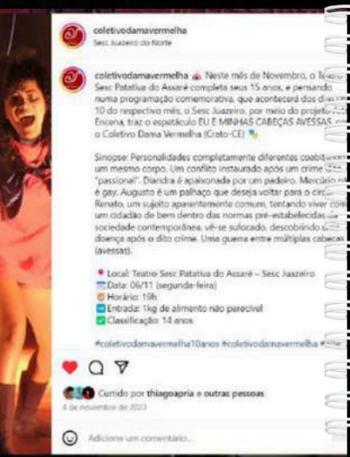 coletivodamavermelha
Sesc Juazeiro do Norte
coletivodamavermelha 🎪 Neste mês de Novembro, o
Sesc Patativa do Assaré completa seus 15 anos, e pensando
numa programação comemorativa, que acontecerá dos
10 do respectivo mês, o Sesc Juazeiro, por meio do projeto
Encena, traz o espetáculo EU E MINHAS CABEÇAS AVESSAS,
o Coletivo Dama Vermelha (Crato-CE) 🎭
Sinopse: Personalidades completamente diferentes
um mesmo corpo. Um conflito instaurado após um crime
"passional". Diandra é apaixonada por um padeiro. Mercúrio
é gay. Augusto é um palhaço que deseja voltar para o
Renato, um sujeito aparentemente comum, tentando viver
um cidadão de bem dentro das normas pré-estabelecidas
sociedade contemporânea, vê-se sufocado, descobrindo
doença após o dito crime. Uma guerra entre múltiplas cabeças
(avessas).
📍 Local: Teatro Sesc Patativa do Assaré – Sesc Juazeiro
🗓️ Data: 06/11 (segunda-feira)
⏰ Horário: 19h
➡️ Entrada: 1kg de alimento não perecível
✅ Classificação: 14 anos
#coletivodamavermelha10anos #coletivodamavermelha
Curtido por thiagoapria e outras pessoas
6 de novembro de 2023
Adicione um comentário...